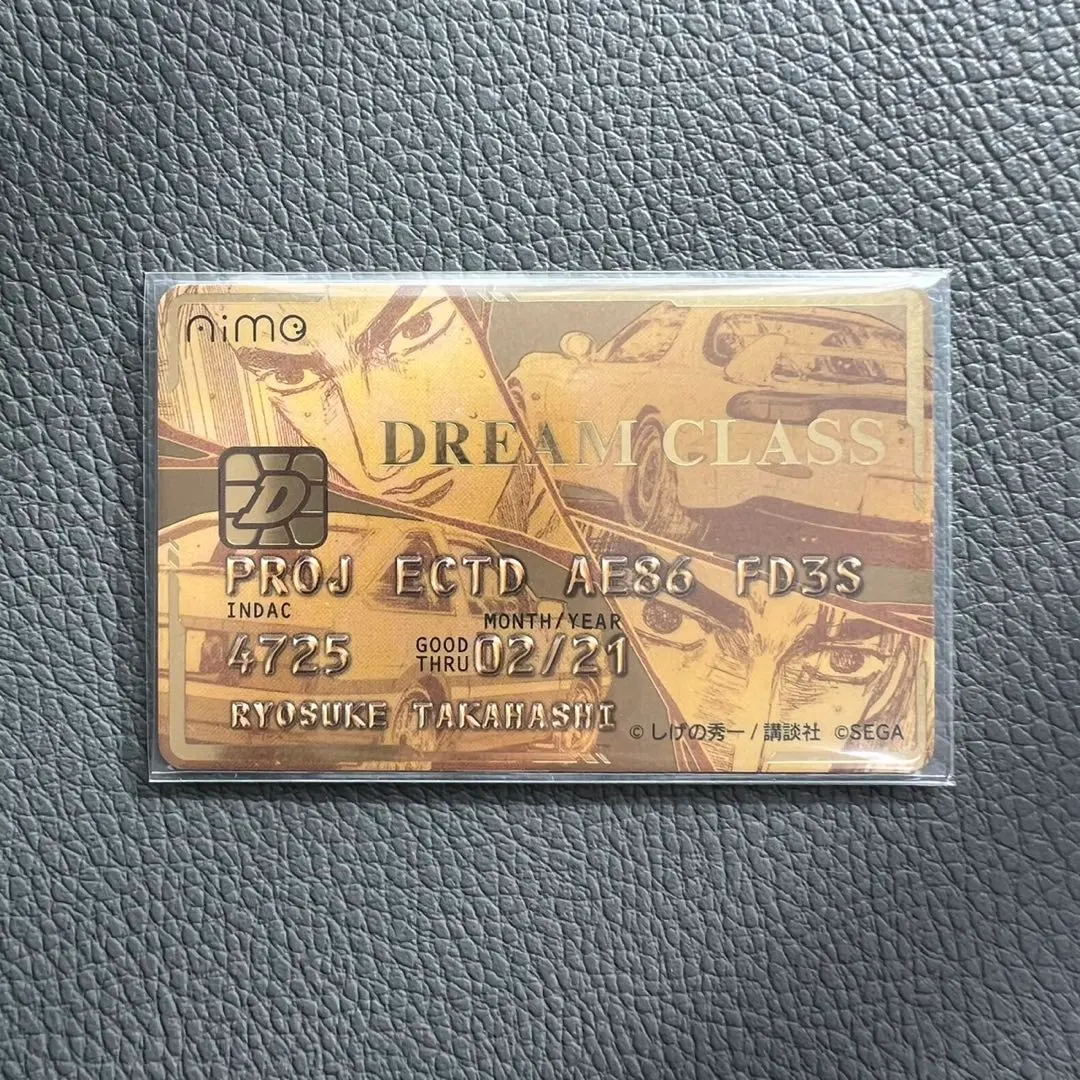 Aime
DREAM CLASS
D
PROJ ECTD AE86 FD3S
INDAC
MONTH/YEAR
4725 GOOD THRU 02/21
RYOSUKE TAKAHASHI
© しげの秀一 / 講談社 ©SEGA